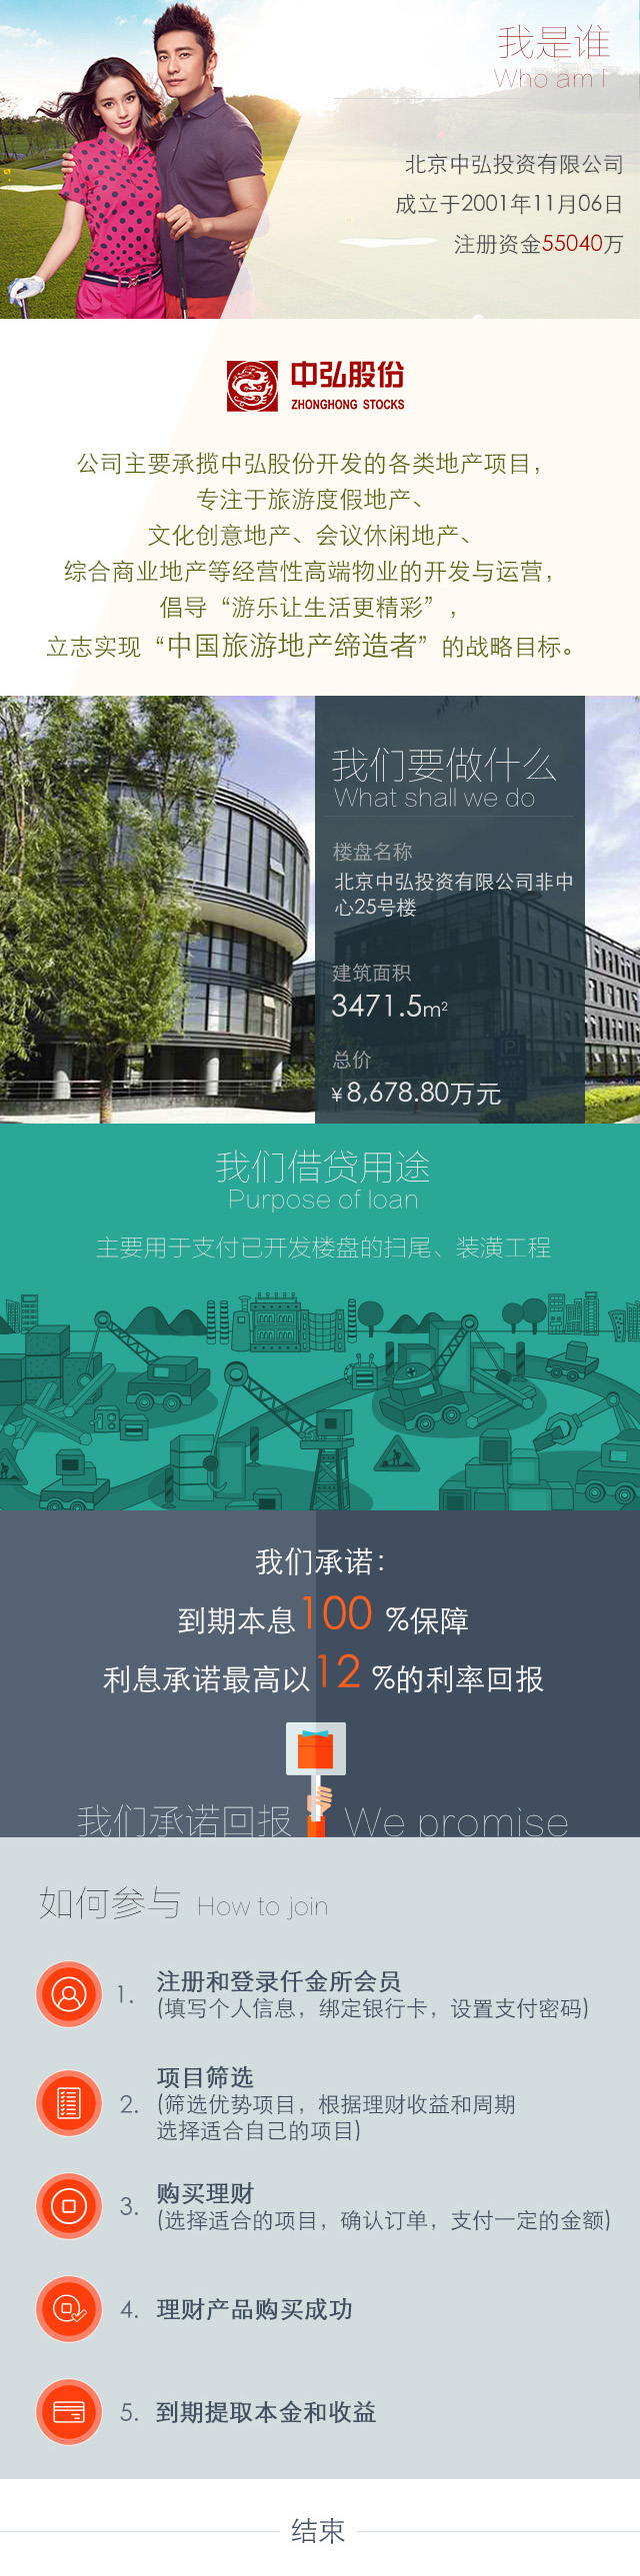 我是谁
Who am I
北京中弘投资有限公司
成立于2001年11月06日
注册资金55040万
中弘股份
ZHONGHONG STOCKS
公司主要承揽中弘股份开发的各类地产项目，
专注于旅游度假地产、
文化创意地产、会议休闲地产、
综合商业地产等经营性高端物业的开发与运营，
倡导“游乐让生活更精彩”，
立志实现“中国旅游地产缔造者”的战略目标。
我们要做什么
What shall we do
楼盘名称
北京中弘投资有限公司非中
心25号楼
建筑面积
3471.5m²
总价
¥8,678.80万元
P
我们借贷用途
Purpose of loan
主要用于支付已开发楼盘的扫尾、装潢工程
我们承诺：
到期本息100 %保障
利息承诺最高以12 %的利率回报
我们承诺回报 We promise
如何参与 How to join
1. 注册和登录仟金所会员
(填写个人信息，绑定银行卡，设置支付密码)
项目筛选
2. (筛选优势项目，根据理财收益和周期
选择适合自己的项目)
3. 购买理财
(选择适合的项目，确认订单，支付一定的金额)
4. 理财产品购买成功
5. 到期提取本金和收益
结束